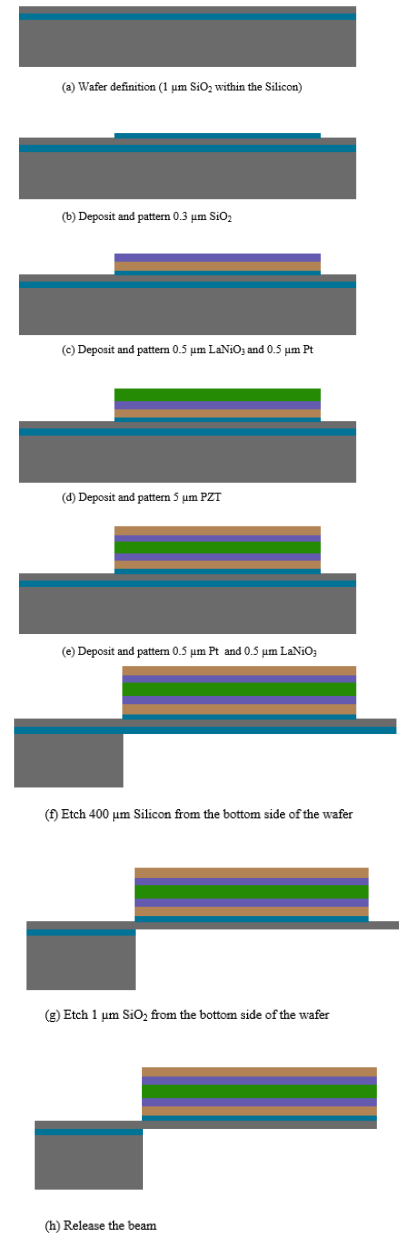 (a) Wafer definition (1 μm SiO₂ within the Silicon)
(b) Deposit and pattern 0.3 μm SiO₂
(c) Deposit and pattern 0.5 μm LaNiO₃ and 0.5 μm Pt
(d) Deposit and pattern 5 μm PZT
(e) Deposit and pattern 0.5 μm Pt and 0.5 μm LaNiO₃
(f) Etch 400 μm Silicon from the bottom side of the wafer
(g) Etch 1 μm SiO₂ from the bottom side of the wafer
(h) Release the beam